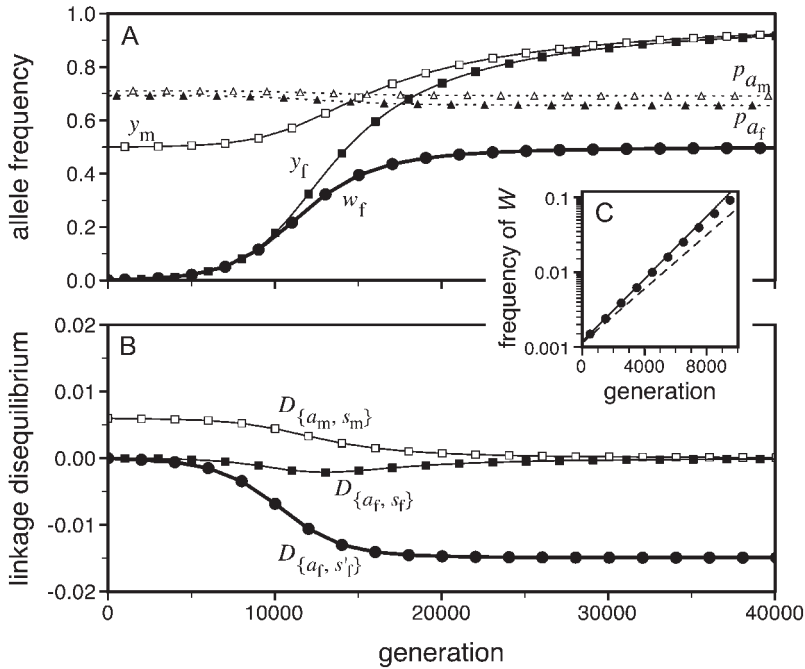 A
allele frequency
1.0
0.8
0.6
0.4
0.2
0.0
y_m
y_f
w_f
p_{a_m}
p_{a_f}
C
frequency of W
0.1
0.01
0.001
0 4000 8000
generation
B
linkage disequilibrium
0.02
0.01
0.00
-0.01
-0.02
D_{\{a_m, s_m\}}
D_{\{a_f, s_f\}}
D_{\{a_f, s'_f\}}
0 10000 20000 30000 40000
generation